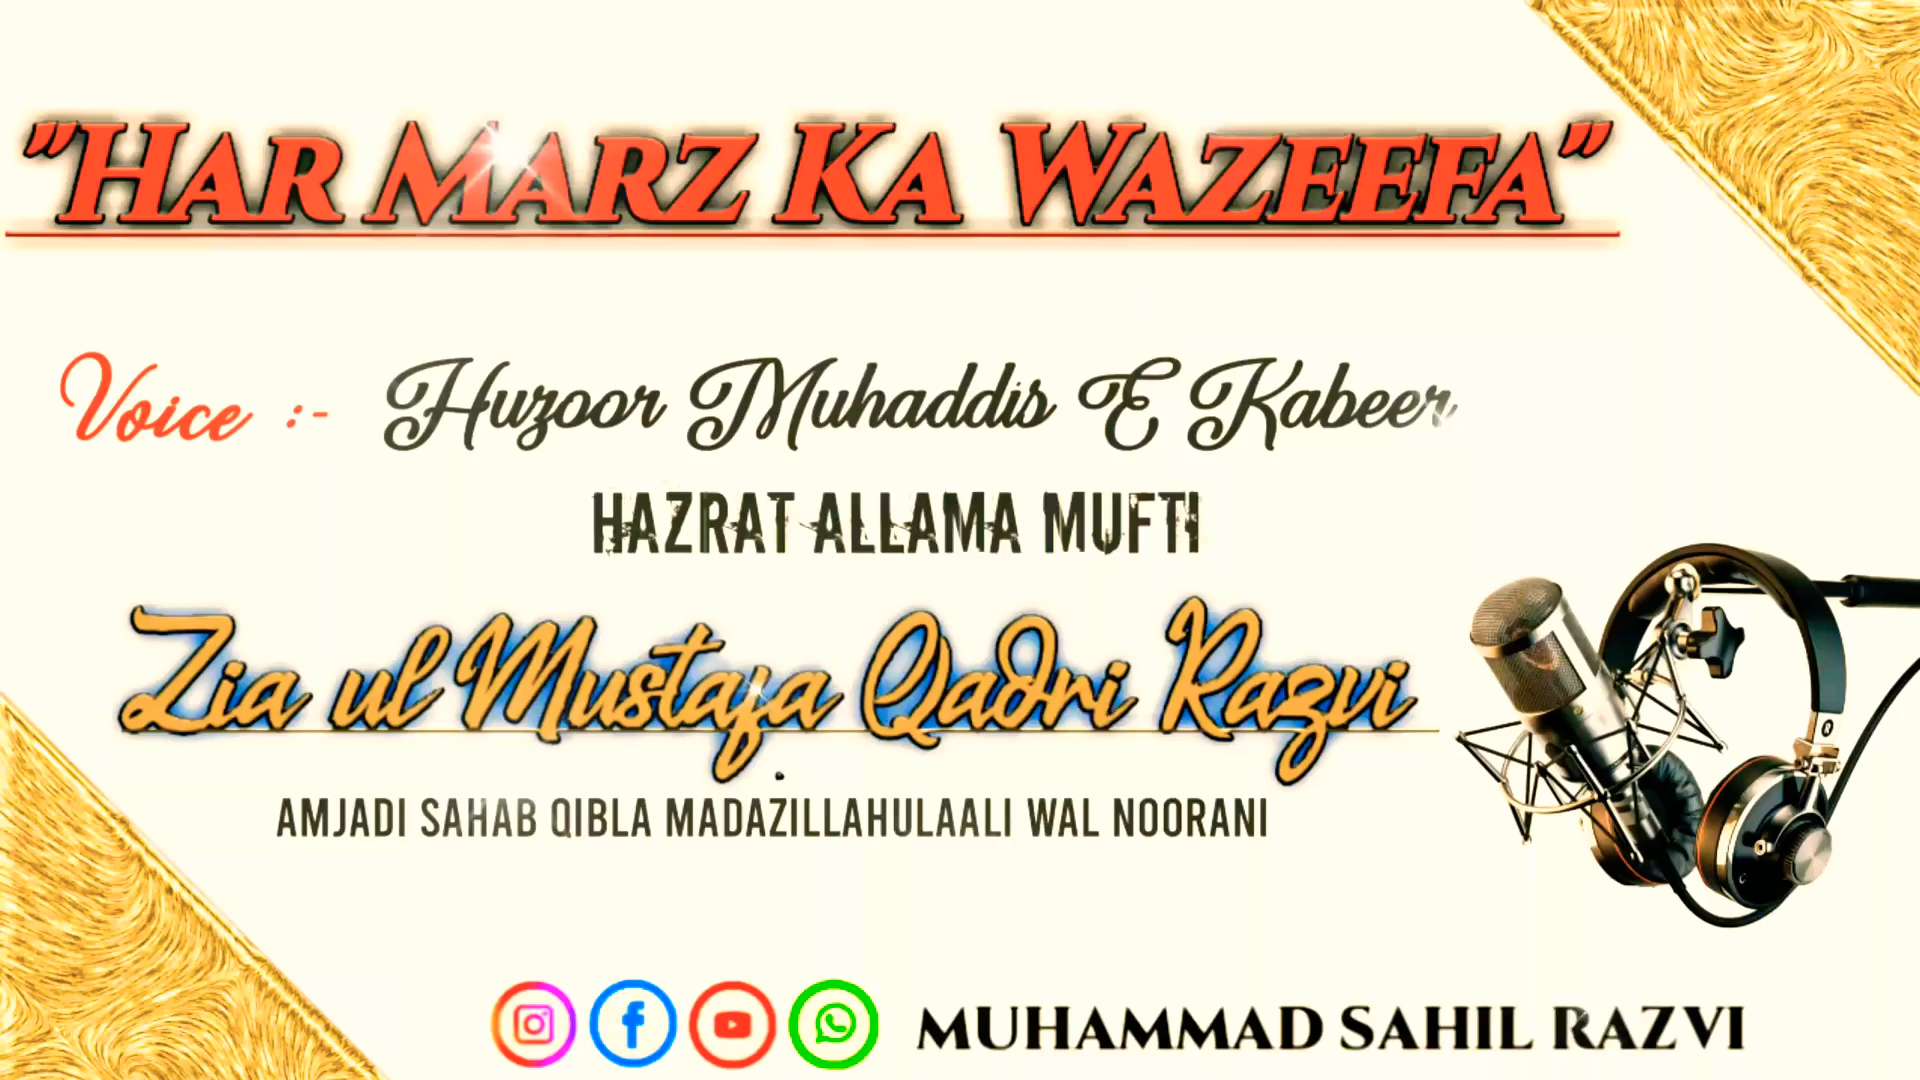 "Har Marz Ka Wazeefa"
Voice :- Huzoor Muhaddis E Kabeer
HAZRAT ALLAMA MUFTI
Zia ul Mustafa Qadri Razvi
AMJADI SAHAB QIBLA MADAZILLAHULAALI WAL NOORANI
MUHAMMAD SAHIL RAZVI